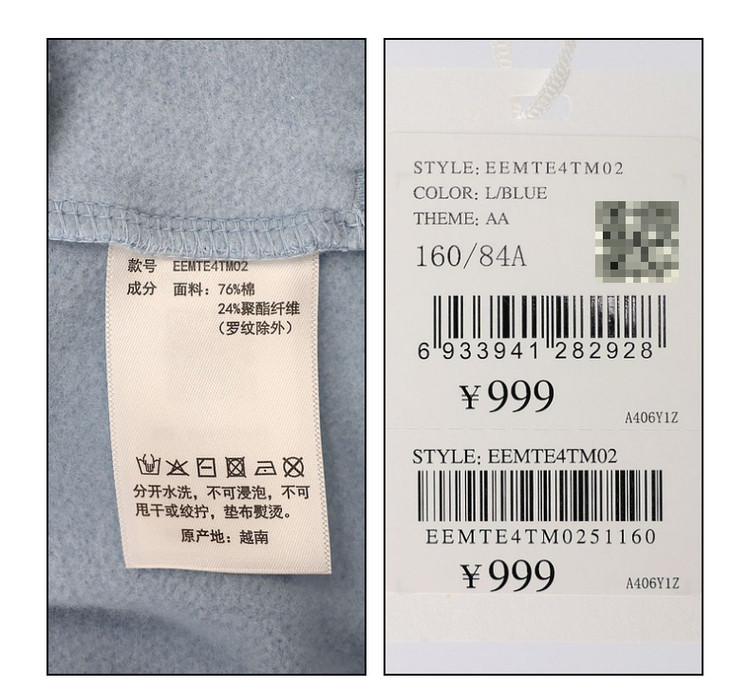 款号 EEMTE4TM02
成分 面料：76%棉
24%聚酯纤维
（罗纹除外）
分开水洗，不可浸泡，不可
甩干或绞拧，垫布熨烫。
原产地：越南
STYLE: EEMTE4TM02
COLOR: L/BLUE
THEME: AA
160/84A
6 933941 282928
￥999
A406Y1Z
STYLE: EEMTE4TM02
EEMTE4TM0251160
￥999
A406Y1Z